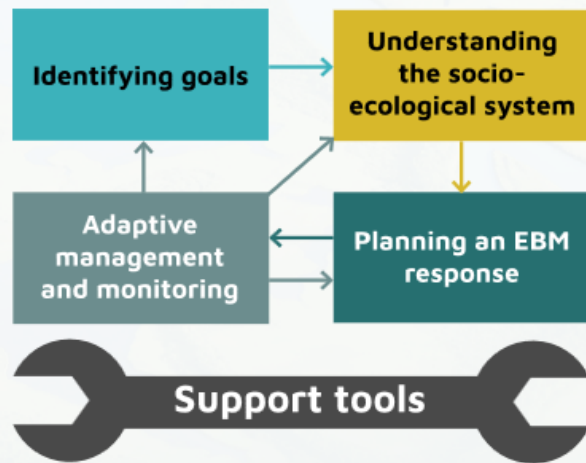 Identifying goals
Understanding
the socio-
ecological system
Adaptive
management
and monitoring
Planning an EBM
response
Support tools